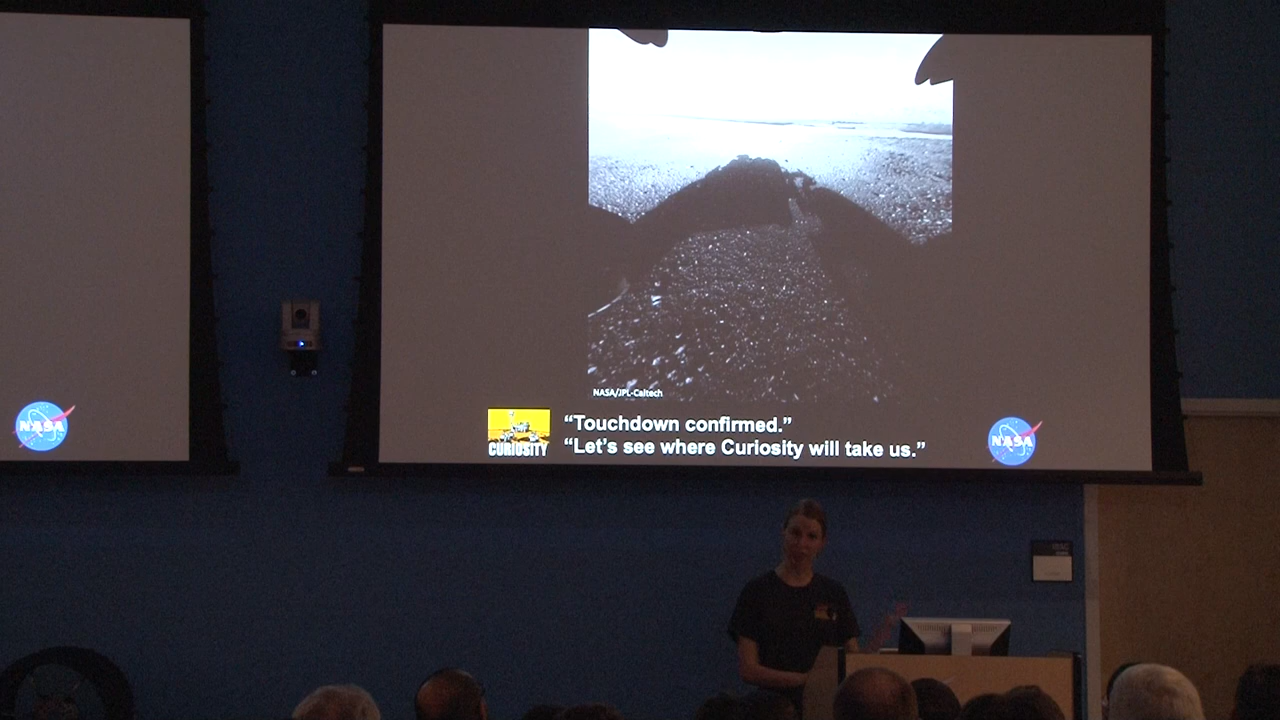 NASA/JPL-Caltech
CURIOSITY
“Touchdown confirmed.”
“Let's see where Curiosity will take us.”
NASA
NASA